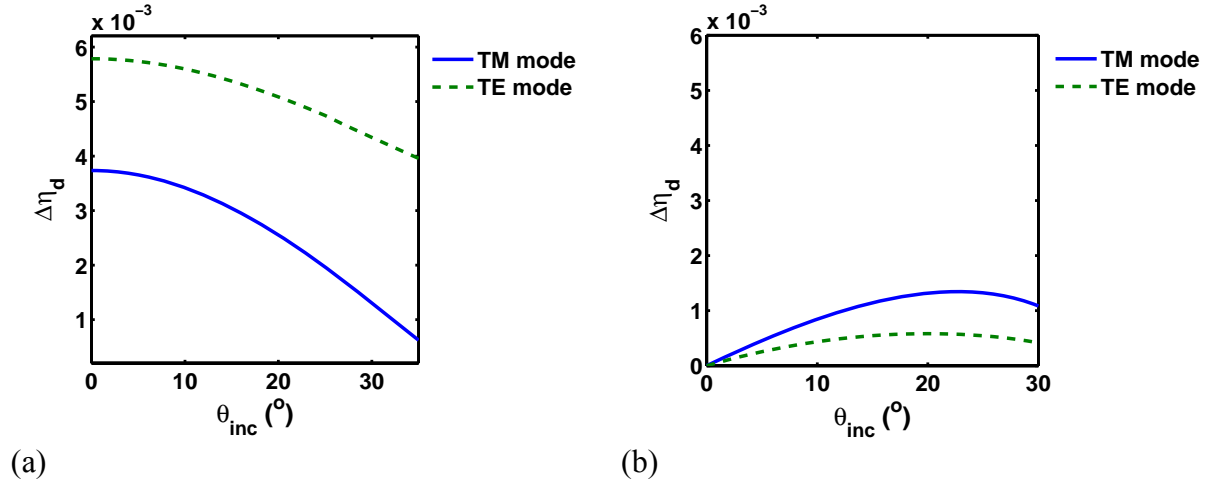 x 10⁻³
6
5
4
3
2
1
Δη_d
0 10 20 30
θ_inc (°)
TM mode
TE mode
(a)
x 10⁻³
6
5
4
3
2
1
0
Δη_d
0 10 20 30
θ_inc (°)
TM mode
TE mode
(b)